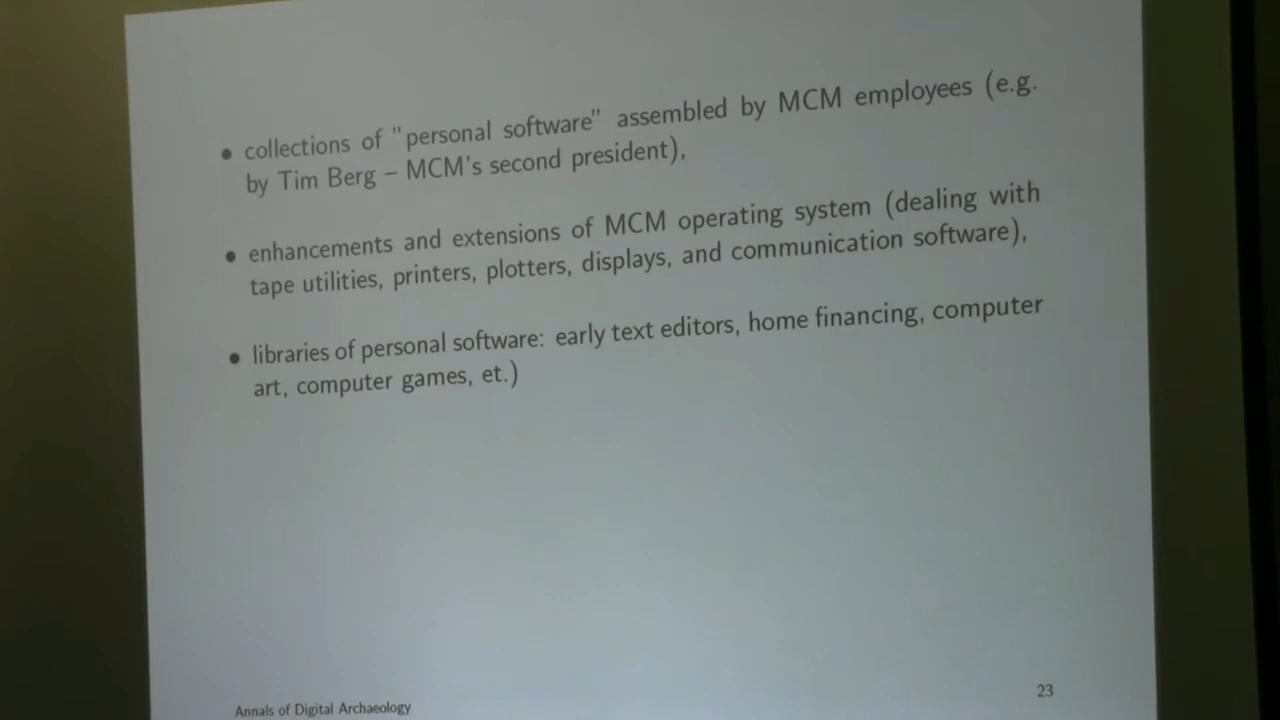 • collections of "personal software" assembled by MCM employees (e.g.
by Tim Berg – MCM's second president),
• enhancements and extensions of MCM operating system (dealing with
tape utilities, printers, plotters, displays, and communication software),
• libraries of personal software: early text editors, home financing, computer
art, computer games, et.)
Annals of Digital Archaeology
23